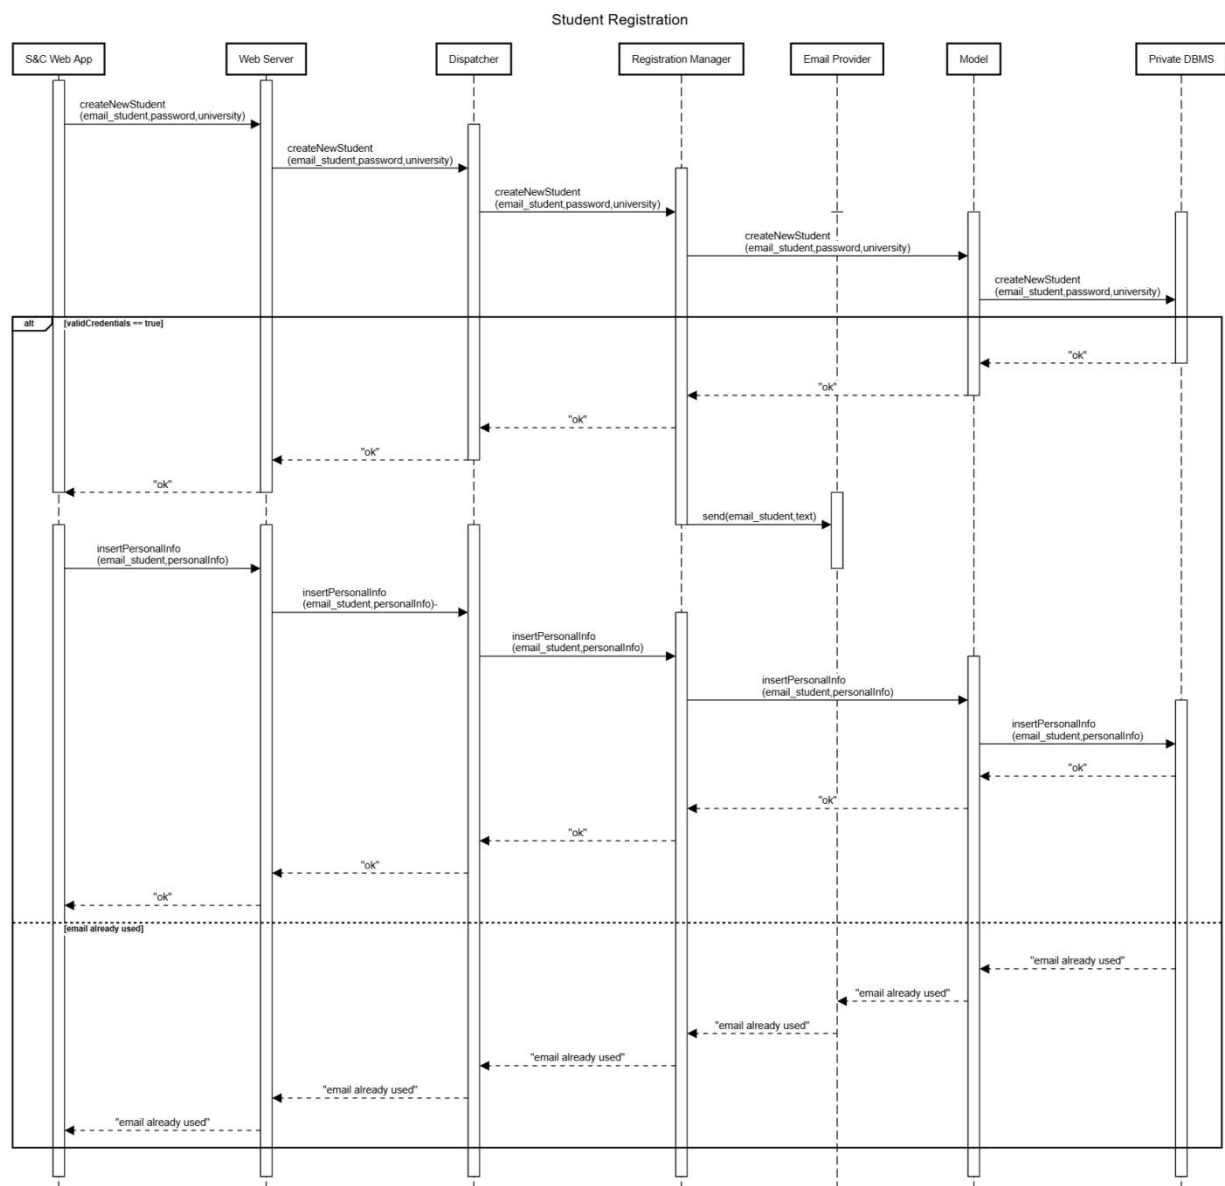 Student Registration
S&C Web App
Web Server
Dispatcher
Registration Manager
Email Provider
Model
Private DBMS
createNewStudent
(email_student,password,university)
createNewStudent
(email_student,password,university)
createNewStudent
(email_student,password,university)
createNewStudent
(email_student,password,university)
createNewStudent
(email_student,password,university)
alt
[validCredentials == true]
"ok"
"ok"
"ok"
"ok"
"ok"
send(email_student,text)
insertPersonalInfo
(email_student,personalInfo)
insertPersonalInfo
(email_student,personalInfo)-
insertPersonalInfo
(email_student,personalInfo)
insertPersonalInfo
(email_student,personalInfo)
insertPersonalInfo
(email_student,personalInfo)
"ok"
"ok"
"ok"
"ok"
"ok"
[email already used]
"email already used"
"email already used"
"email already used"
"email already used"
"email already used"
"email already used"